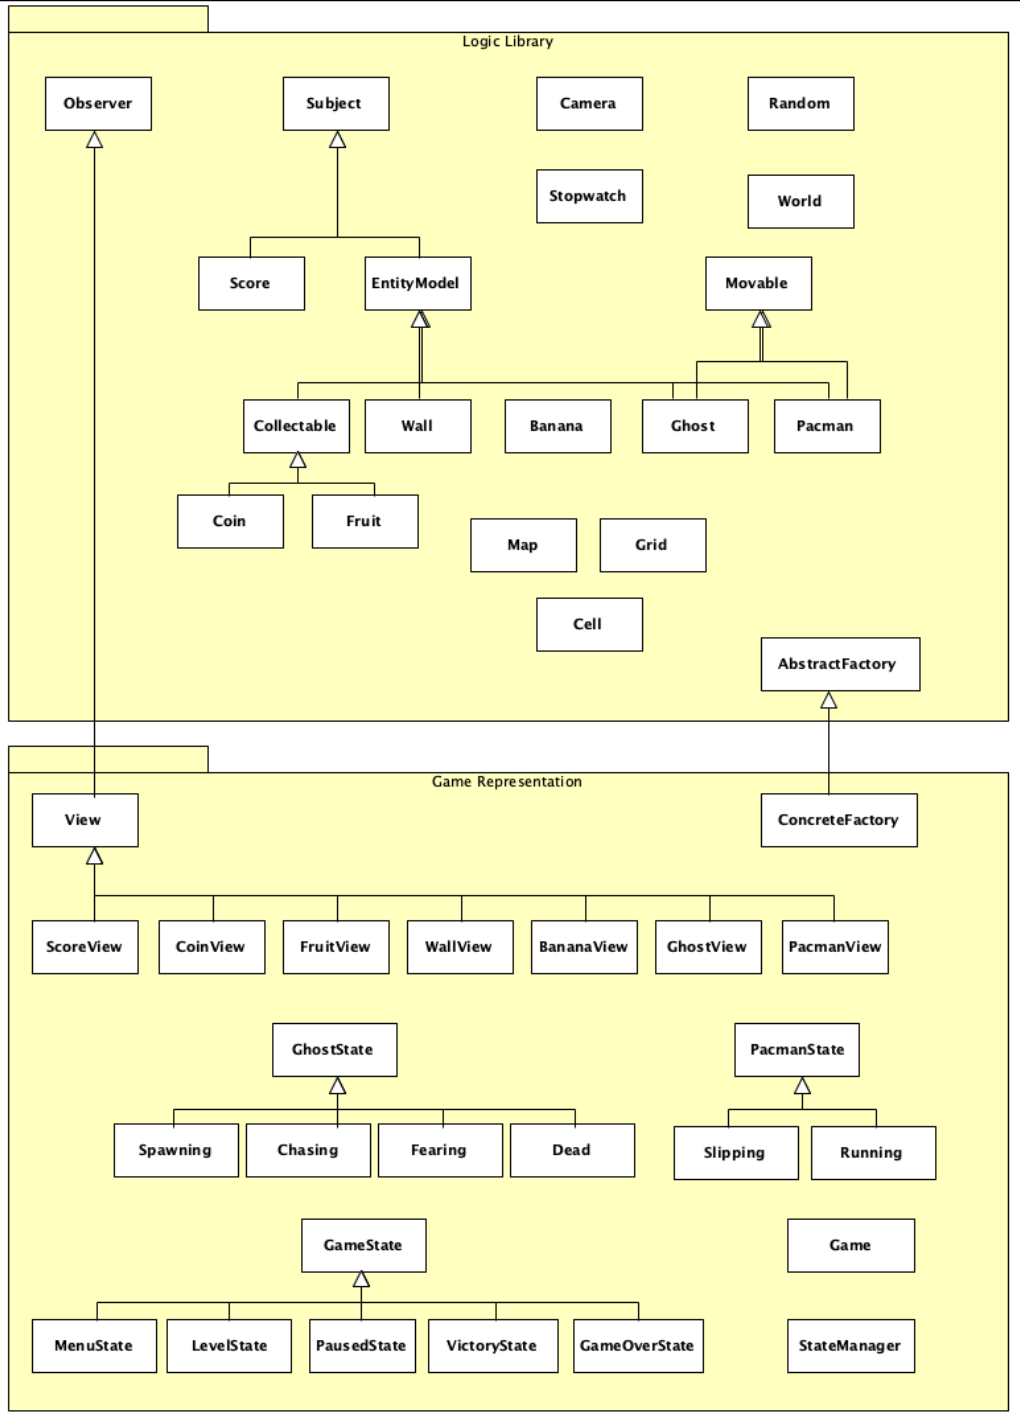 Logic Library
Observer
Subject
Camera
Random
Stopwatch
World
Score
EntityModel
Movable
Collectable
Wall
Banana
Ghost
Pacman
Coin
Fruit
Map
Grid
Cell
AbstractFactory
Game Representation
View
ConcreteFactory
ScoreView
CoinView
FruitView
WallView
BananaView
GhostView
PacmanView
GhostState
PacmanState
Spawning
Chasing
Fearing
Dead
Slipping
Running
GameState
Game
MenuState
LevelState
PausedState
VictoryState
GameOverState
StateManager